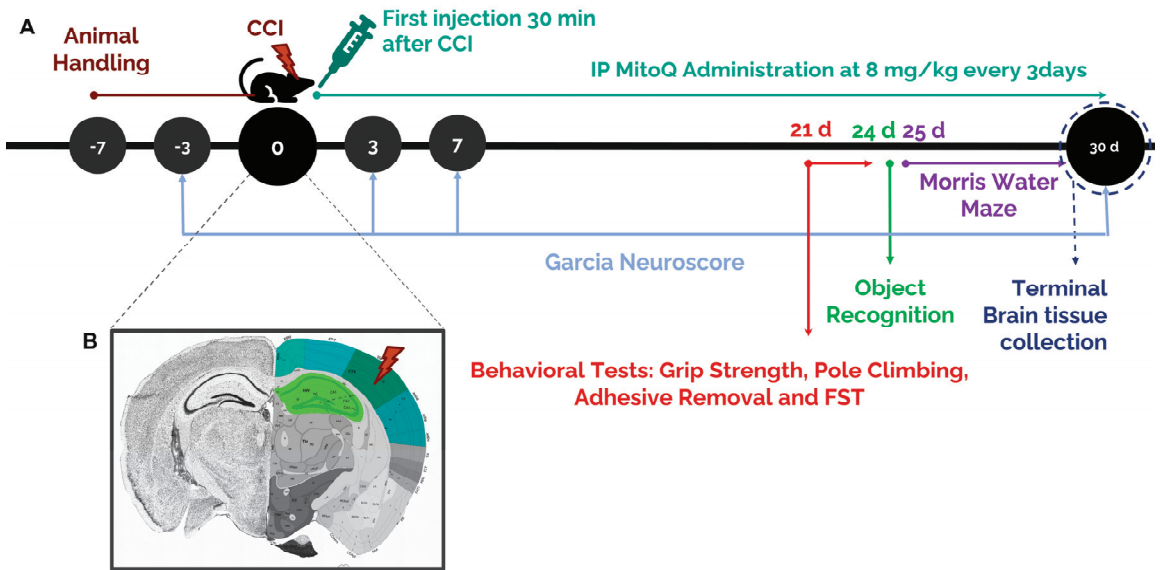 A
Animal
Handling
CCI
First injection 30 min
after CCI
IP MitoQ Administration at 8 mg/kg every 3days
-7
-3
0
3
7
21 d
24 d
25 d
30 d
Morris Water
Maze
Garcia Neuroscore
Object
Recognition
Terminal
Brain tissue
collection
Behavioral Tests: Grip Strength, Pole Climbing,
Adhesive Removal and FST
B